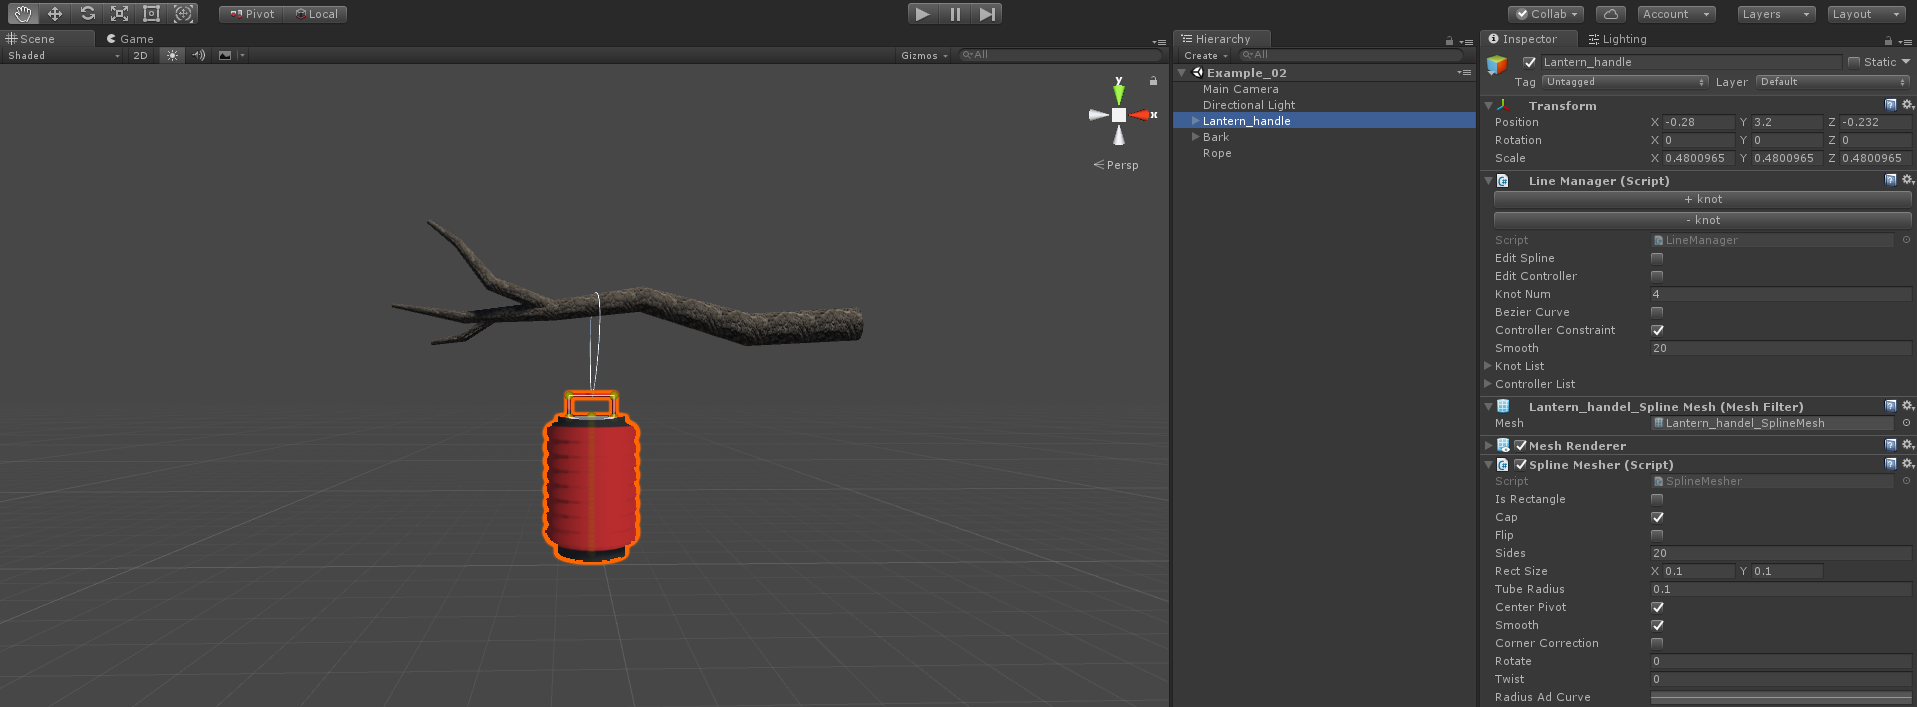 Pivot Local
Collab Account Layers Layout
Scene Game
Shaded 2D Gizmos All
y
x
Persp
Hierarchy
Create All
Example_02
Main Camera
Directional Light
Lantern_handle
Bark
Rope
Inspector Lighting
Lantern_handle Static
Tag Untagged Layer Default
Transform
Position X -0.28 Y 3.2 Z -0.232
Rotation X 0 Y 0 Z 0
Scale X 0.4800965 Y 0.4800965 Z 0.4800965
Line Manager (Script)
+ knot
- knot
Script LineManager
Edit Spline
Edit Controller
Knot Num 4
Bezier Curve
Controller Constraint
Smooth 20
Knot List
Controller List
Lantern_handel_Spline Mesh (Mesh Filter)
Mesh Lantern_handel_SplineMesh
Mesh Renderer
Spline Mesher (Script)
Script SplineMesher
Is Rectangle
Cap
Flip
Sides 20
Rect Size X 0.1 Y 0.1
Tube Radius 0.1
Center Pivot
Smooth
Corner Correction
Rotate 0
Twist 0
Radius Ad Curve